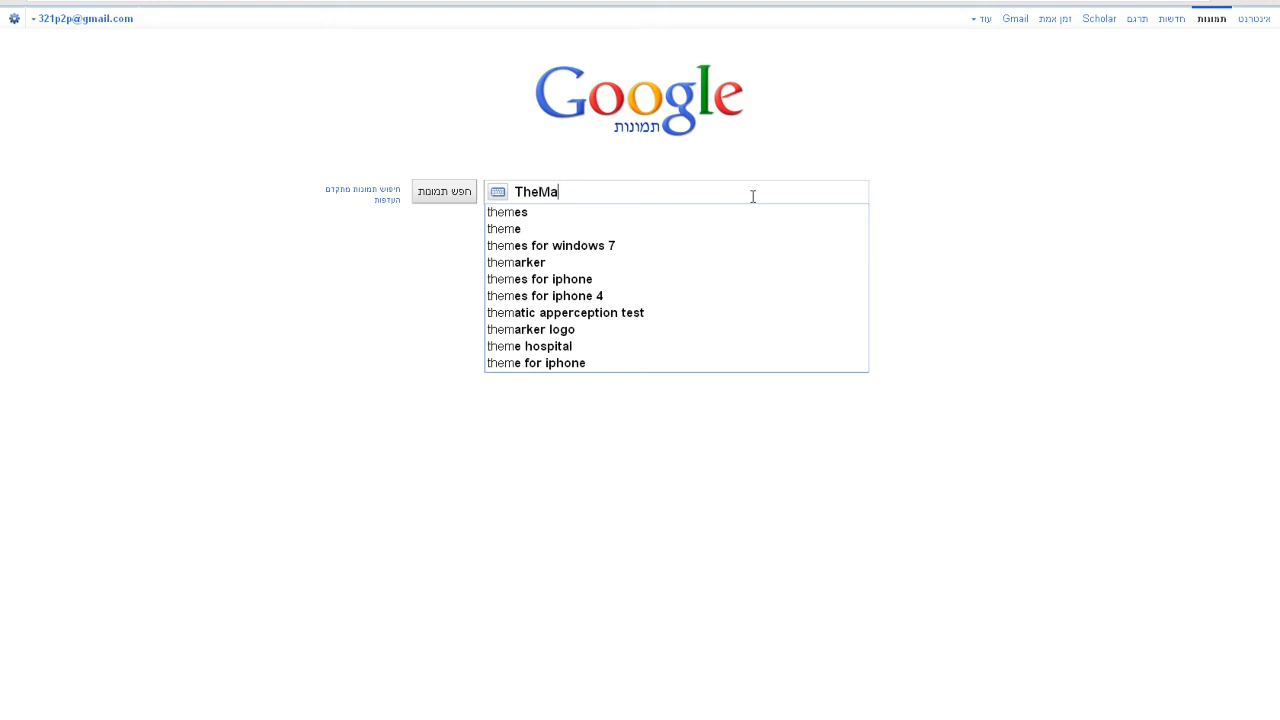 321p2p@gmail.com
אינטרנט תמונות חדשות תרגם Scholar זמן אמת Gmail עוד
Google
תמונות
TheMa
חפש תמונות
חיפוש תמונות מתקדם
העדפות
themes
theme
themes for windows 7
themarker
themes for iphone
themes for iphone 4
thematic apperception test
themarker logo
theme hospital
theme for iphone